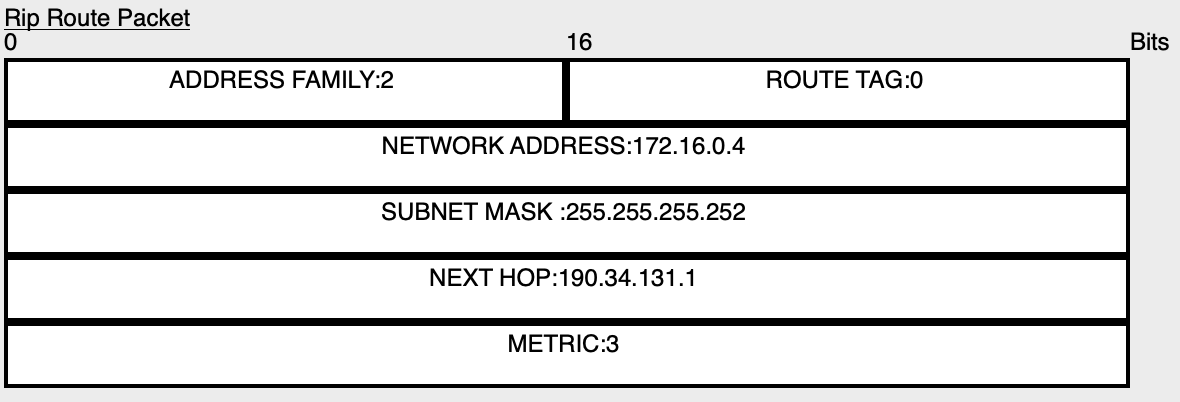 Rip Route Packet
0 16 Bits
ADDRESS FAMILY:2 ROUTE TAG:0
NETWORK ADDRESS:172.16.0.4
SUBNET MASK :255.255.255.252
NEXT HOP:190.34.131.1
METRIC:3